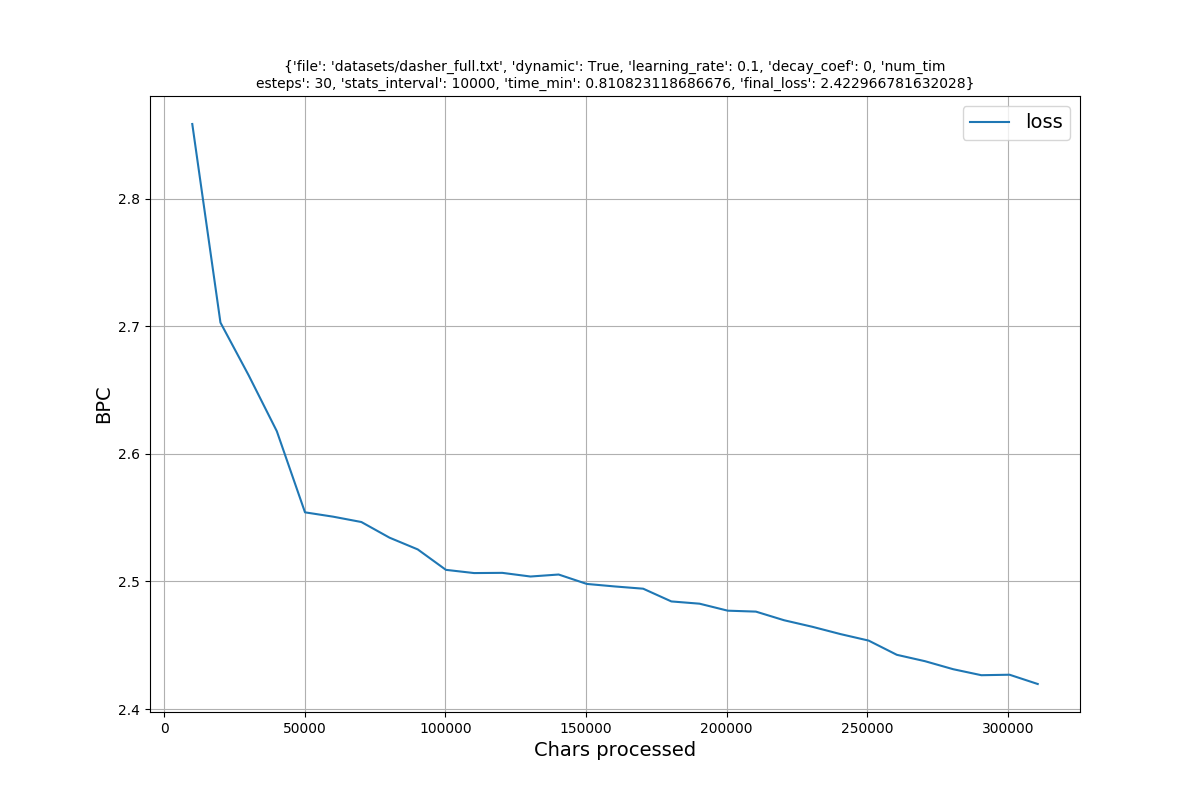 {'file': 'datasets/dasher_full.txt', 'dynamic': True, 'learning_rate': 0.1, 'decay_coef': 0, 'num_tim
esteps': 30, 'stats_interval': 10000, 'time_min': 0.810823118686676, 'final_loss': 2.422966781632028}
loss
2.8
2.7
2.6
2.5
2.4
BPC
0 50000 100000 150000 200000 250000 300000
Chars processed